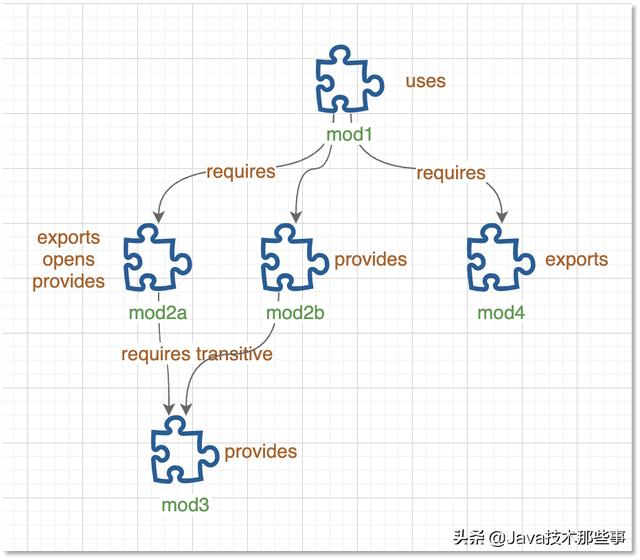 uses
mod1
requires
requires
exports
opens
provides
provides
exports
mod2a
mod2b
mod4
requires transitive
provides
mod3
头条 @Java技术那些事